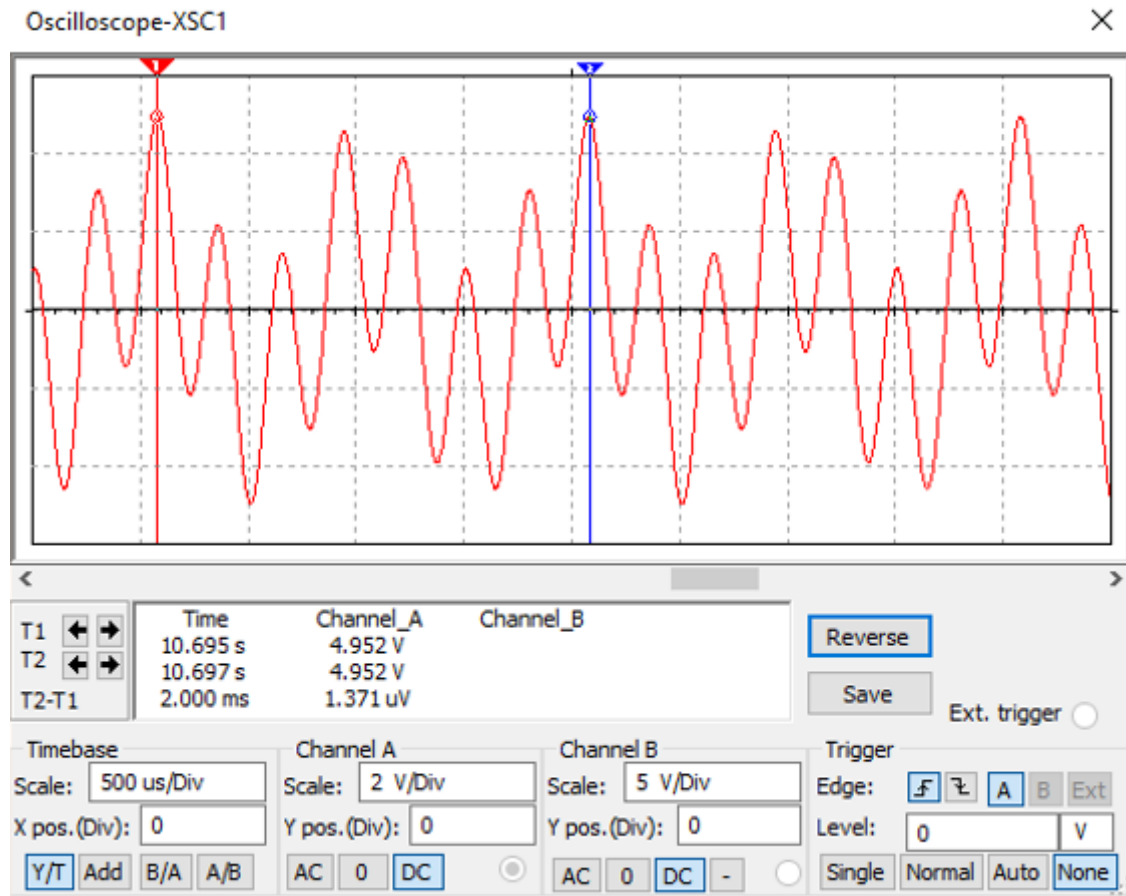 Oscilloscope-XSC1
1 2
Time Channel_A Channel_B
T1 10.695 s 4.952 V
T2 10.697 s 4.952 V
T2-T1 2.000 ms 1.371 uV
Reverse
Save
Ext. trigger
Timebase
Scale: 500 us/Div
X pos.(Div): 0
Y/T Add B/A A/B
Channel A
Scale: 2 V/Div
Y pos.(Div): 0
AC 0 DC
Channel B
Scale: 5 V/Div
Y pos.(Div): 0
AC 0 DC -
Trigger
Edge: A B Ext
Level: 0 V
Single Normal Auto None